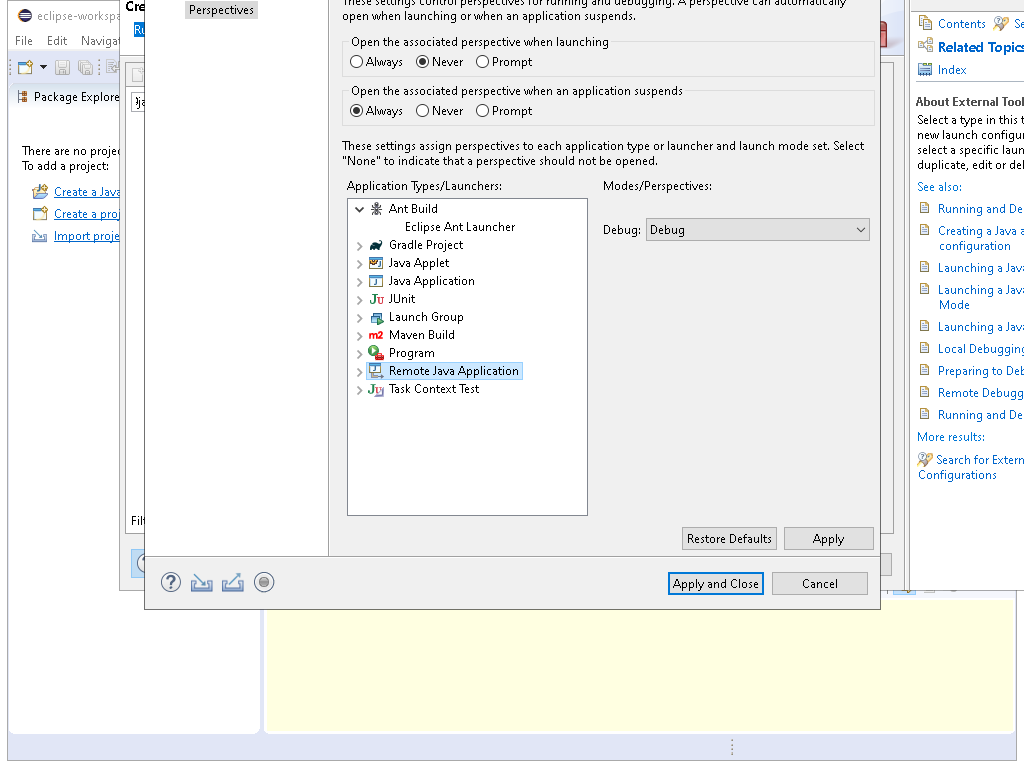 eclipse-workspa
File Edit Navigat
Package Explore
There are no projec
To add a project:
Create a Java
Create a proj
Import proje
Cre
Filt
Perspectives
These settings control perspectives for running and debugging. A perspective can automatically
open when launching or when an application suspends.
Open the associated perspective when launching
Always Never Prompt
Open the associated perspective when an application suspends
Always Never Prompt
These settings assign perspectives to each application type or launcher and launch mode set. Select
"None" to indicate that a perspective should not be opened.
Application Types/Launchers:
Modes/Perspectives:
Ant Build
Eclipse Ant Launcher
Gradle Project
Java Applet
Java Application
JUnit
Launch Group
Maven Build
Program
Remote Java Application
Task Context Test
Debug: Debug
Restore Defaults Apply
Apply and Close Cancel
Contents Se
Related Topics
Index
About External Tool
Select a type in this t
new launch configur
select a specific laun
duplicate, edit or del
See also:
Running and De
Creating a Java a
configuration
Launching a Java
Launching a Java
Mode
Launching a Java
Local Debugging
Preparing to Deb
Remote Debugg
Running and De
More results:
Search for Extern
Configurations